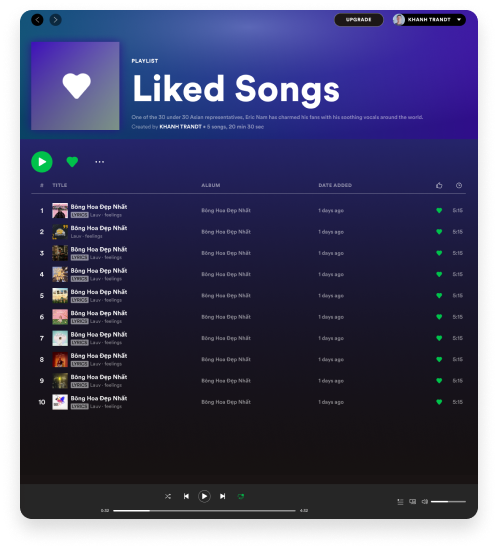 UPGRADE KHANH TRANDT
PLAYLIST
Liked Songs
One of the 30 under 30 Asian representatives, Eric Nam has charmed his fans with his soothing vocals around the world.
Created by KHANH TRANDT • 5 songs, 20 min 30 sec
# TITLE ALBUM DATE ADDED
1 Bông Hoa Đẹp Nhất Bông Hoa Đẹp Nhất 1 days ago 5:15
LYRICS Lauv - feelings
2 Bông Hoa Đẹp Nhất Bông Hoa Đẹp Nhất 1 days ago 5:15
Lauv - feelings
3 Bông Hoa Đẹp Nhất Bông Hoa Đẹp Nhất 1 days ago 5:15
LYRICS Lauv - feelings
4 Bông Hoa Đẹp Nhất Bông Hoa Đẹp Nhất 1 days ago 5:15
LYRICS Lauv - feelings
5 Bông Hoa Đẹp Nhất Bông Hoa Đẹp Nhất 1 days ago 5:15
LYRICS Lauv - feelings
6 Bông Hoa Đẹp Nhất Bông Hoa Đẹp Nhất 1 days ago 5:15
LYRICS Lauv - feelings
7 Bông Hoa Đẹp Nhất Bông Hoa Đẹp Nhất 1 days ago 5:15
LYRICS Lauv - feelings
8 Bông Hoa Đẹp Nhất Bông Hoa Đẹp Nhất 1 days ago 5:15
LYRICS Lauv - feelings
9 Bông Hoa Đẹp Nhất Bông Hoa Đẹp Nhất 1 days ago 5:15
LYRICS Lauv - feelings
10 Bông Hoa Đẹp Nhất Bông Hoa Đẹp Nhất 1 days ago 5:15
LYRICS Lauv - feelings